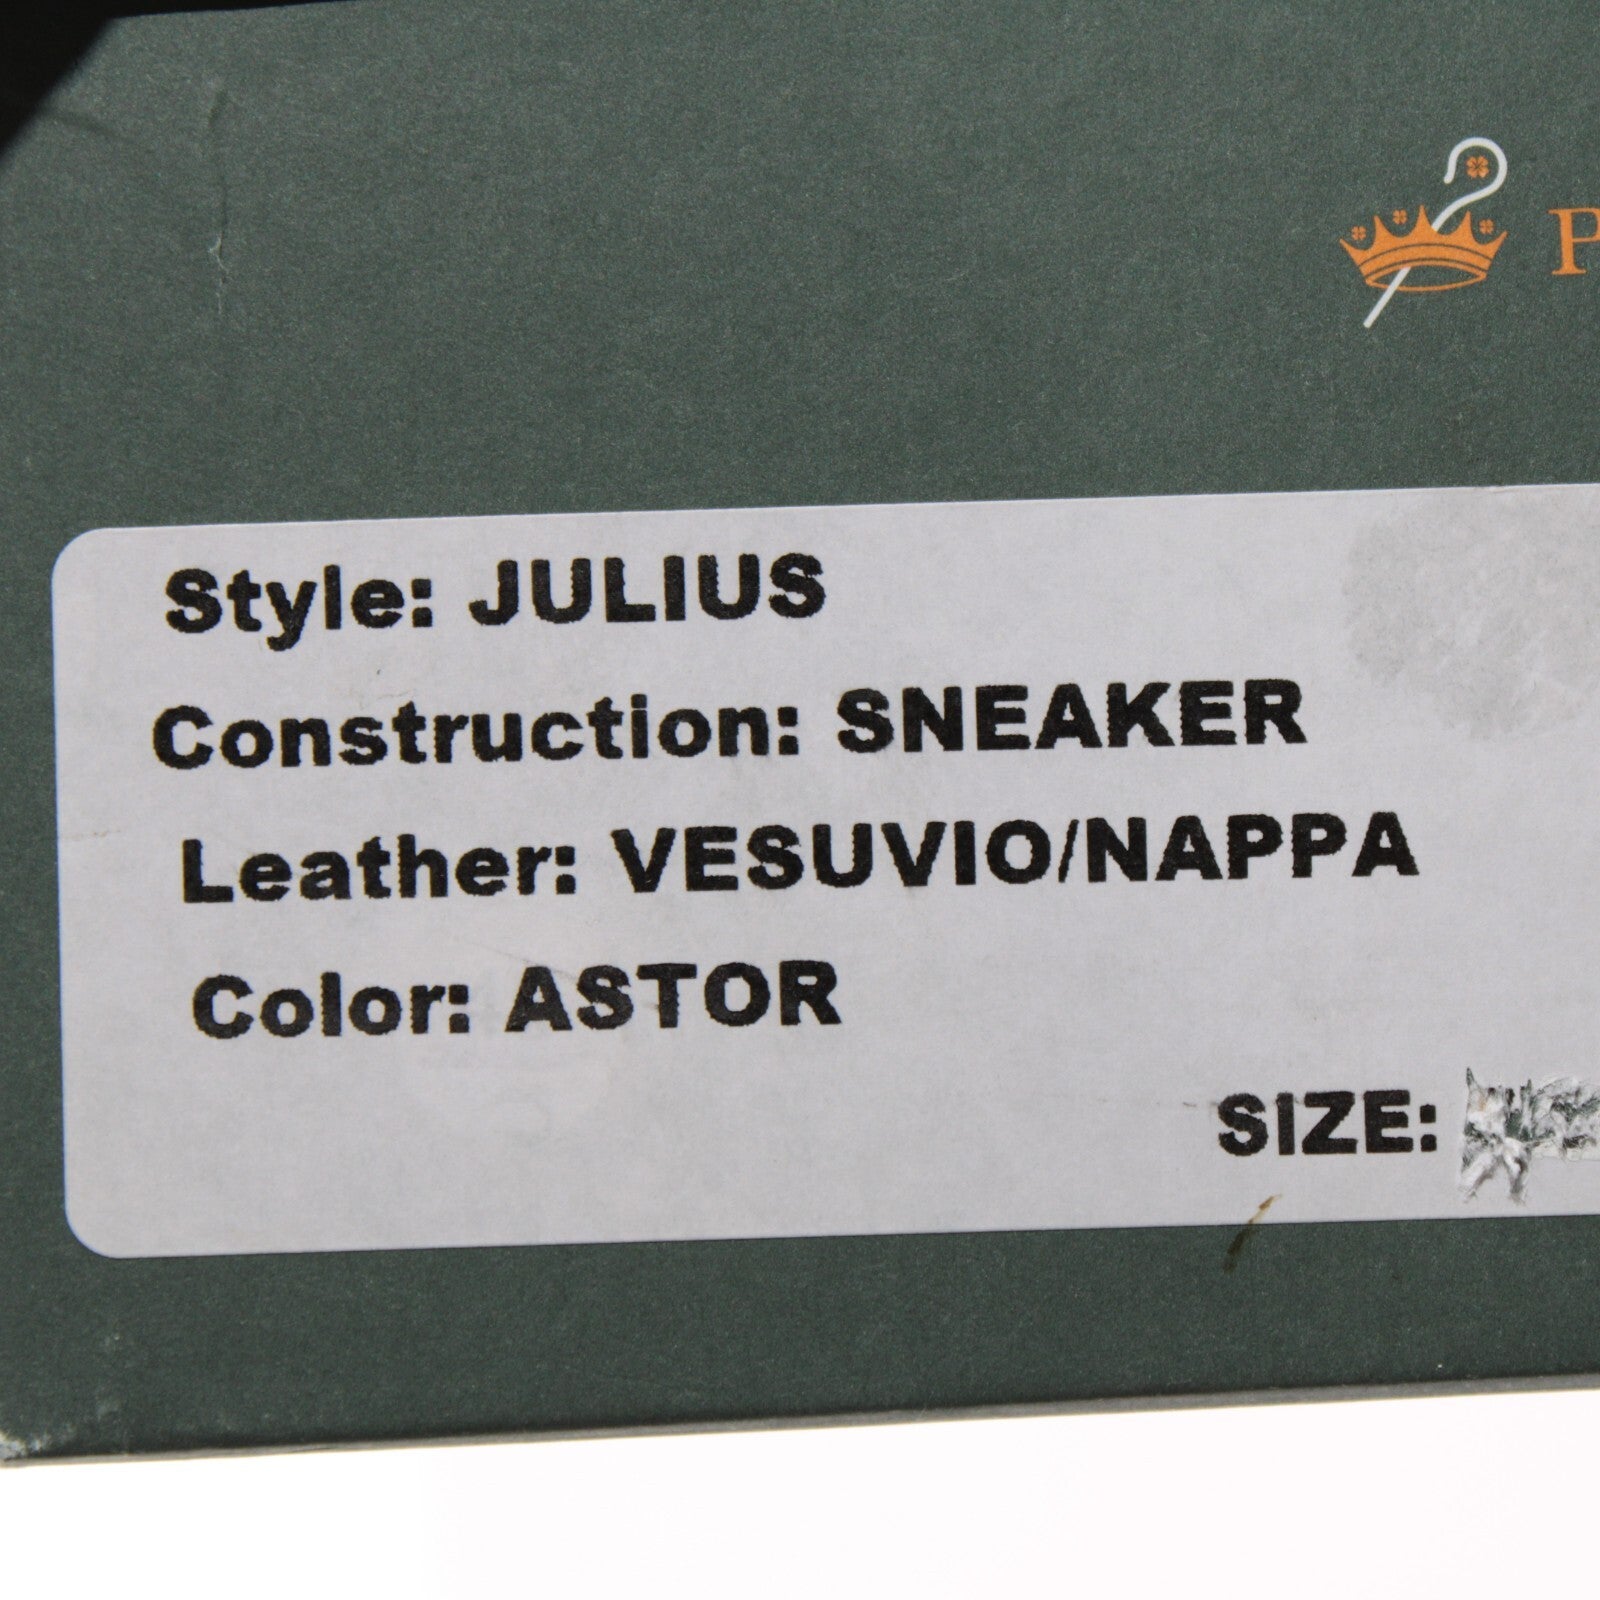 P
Style: JULIUS
Construction: SNEAKER
Leather: VESUVIO/NAPPA
Color: ASTOR
SIZE: